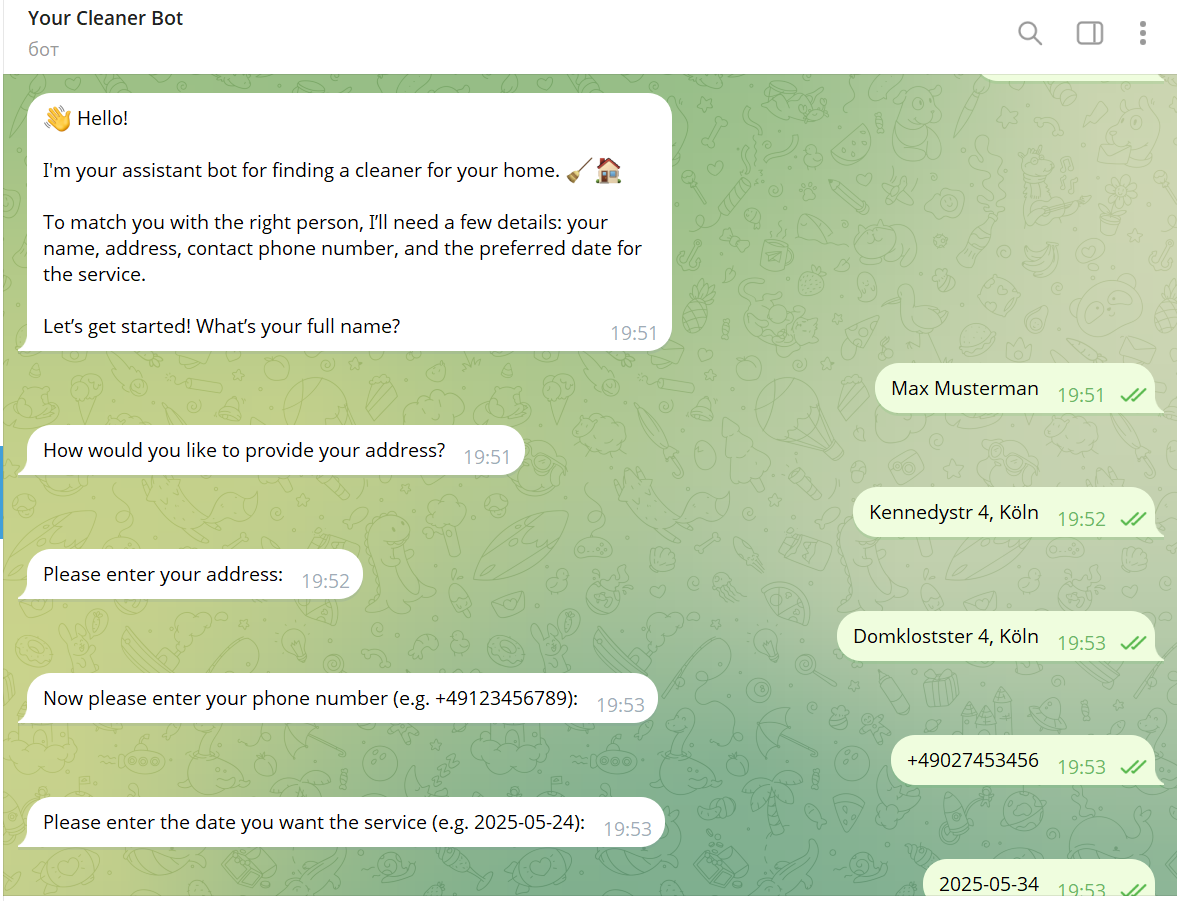 Your Cleaner Bot
бот
👋 Hello!
I'm your assistant bot for finding a cleaner for your home. 🧹🏠
To match you with the right person, I’ll need a few details: your
name, address, contact phone number, and the preferred date for
the service.
Let’s get started! What’s your full name?
19:51
Max Musterman 19:51
How would you like to provide your address? 19:51
Kennedystr 4, Köln 19:52
Please enter your address: 19:52
Domklostster 4, Köln 19:53
Now please enter your phone number (e.g. +49123456789): 19:53
+49027453456 19:53
Please enter the date you want the service (e.g. 2025-05-24): 19:53
2025-05-34 19:53